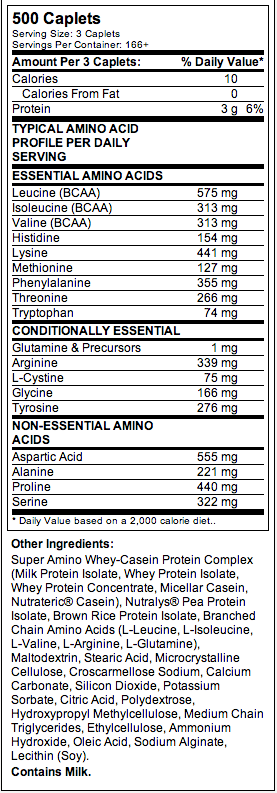 500 Caplets
Serving Size: 3 Caplets
Servings Per Container: 166+
Amount Per 3 Caplets: % Daily Value*
Calories 10
Calories From Fat 0
Protein 3 g 6%
TYPICAL AMINO ACID
PROFILE PER DAILY
SERVING
ESSENTIAL AMINO ACIDS
Leucine (BCAA) 575 mg
Isoleucine (BCAA) 313 mg
Valine (BCAA) 313 mg
Histidine 154 mg
Lysine 441 mg
Methionine 127 mg
Phenylalanine 355 mg
Threonine 266 mg
Tryptophan 74 mg
CONDITIONALLY ESSENTIAL
Glutamine & Precursors 1 mg
Arginine 339 mg
L-Cystine 75 mg
Glycine 166 mg
Tyrosine 276 mg
NON-ESSENTIAL AMINO
ACIDS
Aspartic Acid 555 mg
Alanine 221 mg
Proline 440 mg
Serine 322 mg
* Daily Value based on a 2,000 calorie diet..
Other Ingredients:
Super Amino Whey-Casein Protein Complex
(Milk Protein Isolate, Whey Protein Isolate,
Whey Protein Concentrate, Micellar Casein,
Nutrateric® Casein), Nutralys® Pea Protein
Isolate, Brown Rice Protein Isolate, Branched
Chain Amino Acids (L-Leucine, L-Isoleucine,
L-Valine, L-Arginine, L-Glutamine),
Maltodextrin, Stearic Acid, Microcrystalline
Cellulose, Croscarmellose Sodium, Calcium
Carbonate, Silicon Dioxide, Potassium
Sorbate, Citric Acid, Polydextrose,
Hydroxypropyl Methylcellulose, Medium Chain
Triglycerides, Ethylcellulose, Ammonium
Hydroxide, Oleic Acid, Sodium Alginate,
Lecithin (Soy).
Contains Milk.